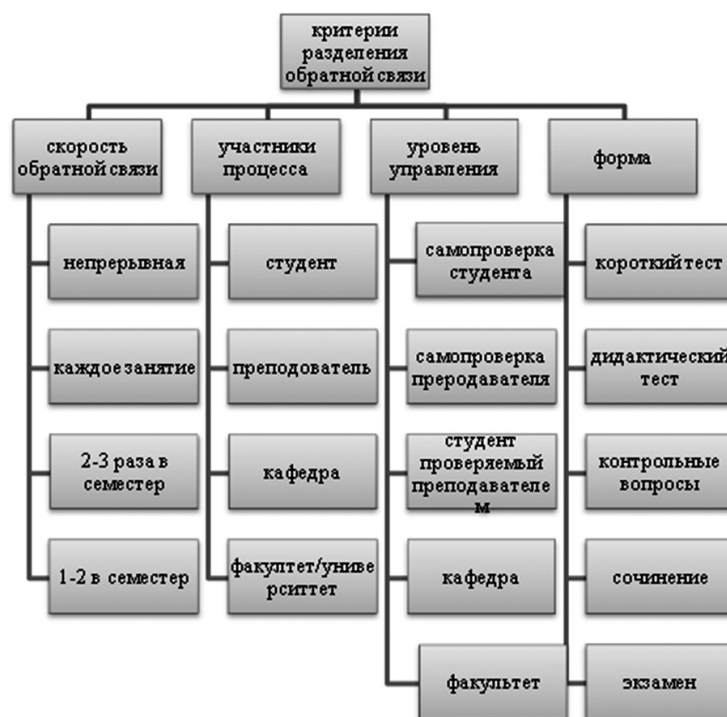 критерии
разделения
обратной связи
скорость
обратной связи
участники
процесса
уровень
управления
форма
непрерывная
каждое занятие
2-3 раза в
семестер
1-2 в семестер
студент
преподователь
кафедра
факултет/униве
рситтет
самопроверка
студента
самопроверка
преродавателя
студент
проверяемый
преподавателе
м
кафедра
факультет
короткий тест
дидактический
тест
контрольные
вопросы
сочинение
экзамен